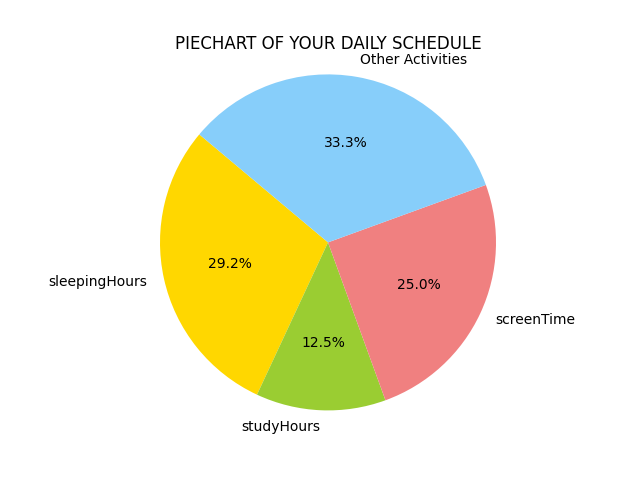 PIECHART OF YOUR DAILY SCHEDULE
Other Activities
33.3%
29.2%
sleepingHours
25.0%
screenTime
12.5%
studyHours